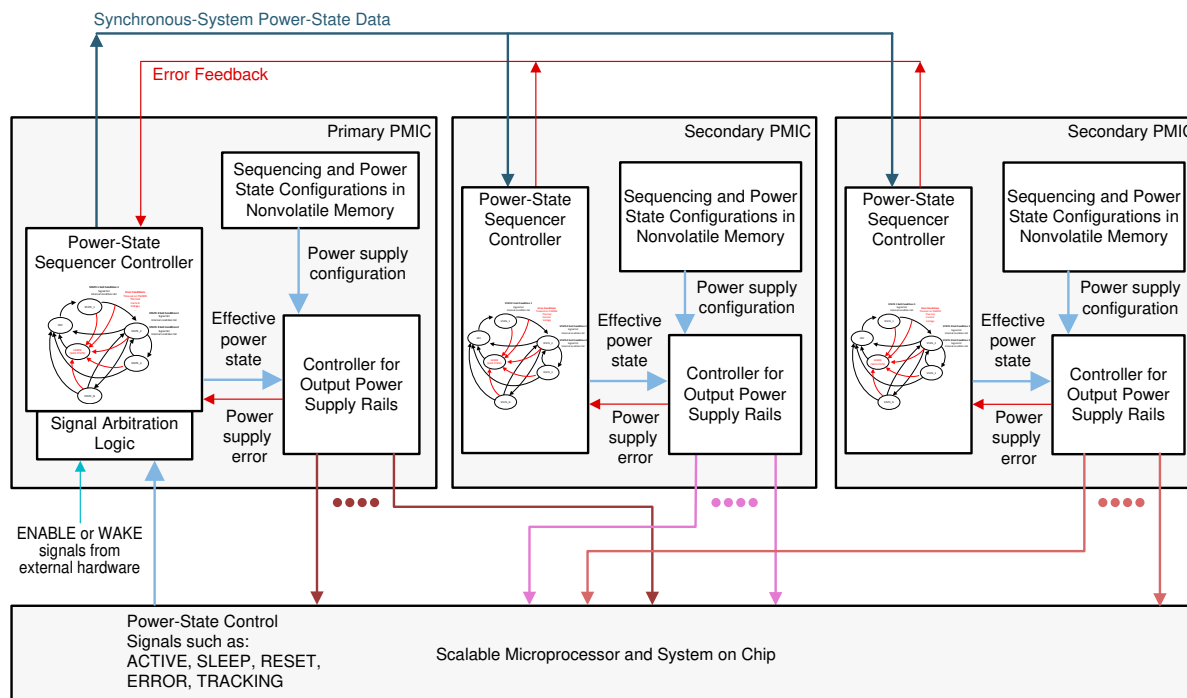 Synchronous-System Power-State Data
Error Feedback
Primary PMIC
Sequencing and Power
State Configurations in
Nonvolatile Memory
Power-State
Sequencer Controller
Power supply
configuration
Effective
power
state
Controller for
Output Power
Supply Rails
Power
supply
error
Signal Arbitration
Logic
ENABLE or WAKE
signals from
external hardware
Secondary PMIC
Power-State
Sequencer
Controller
Sequencing and Power
State Configurations in
Nonvolatile Memory
Power supply
configuration
Effective
power
state
Controller for
Output Power
Supply Rails
Power
supply
error
Secondary PMIC
Power-State
Sequencer
Controller
Sequencing and Power
State Configurations in
Nonvolatile Memory
Power supply
configuration
Effective
power
state
Controller for
Output Power
Supply Rails
Power
supply
error
Power-State Control
Signals such as:
ACTIVE, SLEEP, RESET,
ERROR, TRACKING
Scalable Microprocessor and System on Chip